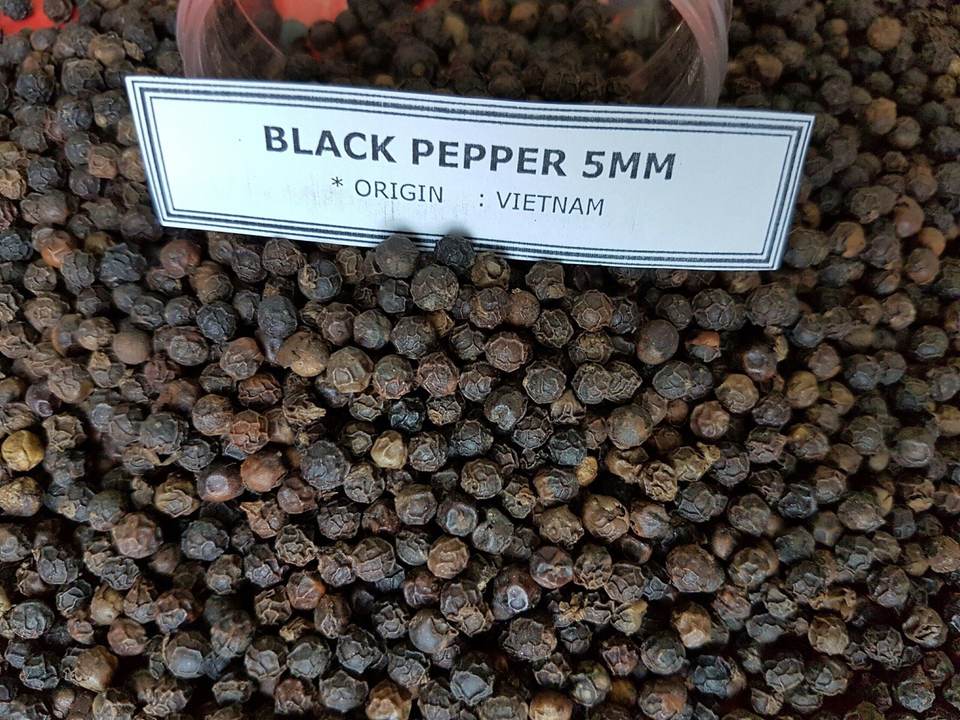 BLACK PEPPER 5MM
* ORIGIN : VIETNAM